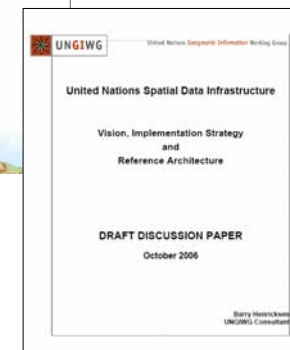 UNGIWG
United Nations Geographic Information Working Group
United Nations Spatial Data Infrastructure
Vision, Implementation Strategy
and
Reference Architecture
DRAFT DISCUSSION PAPER
October 2006
Barry Henricksen
UNGIWG Consultant